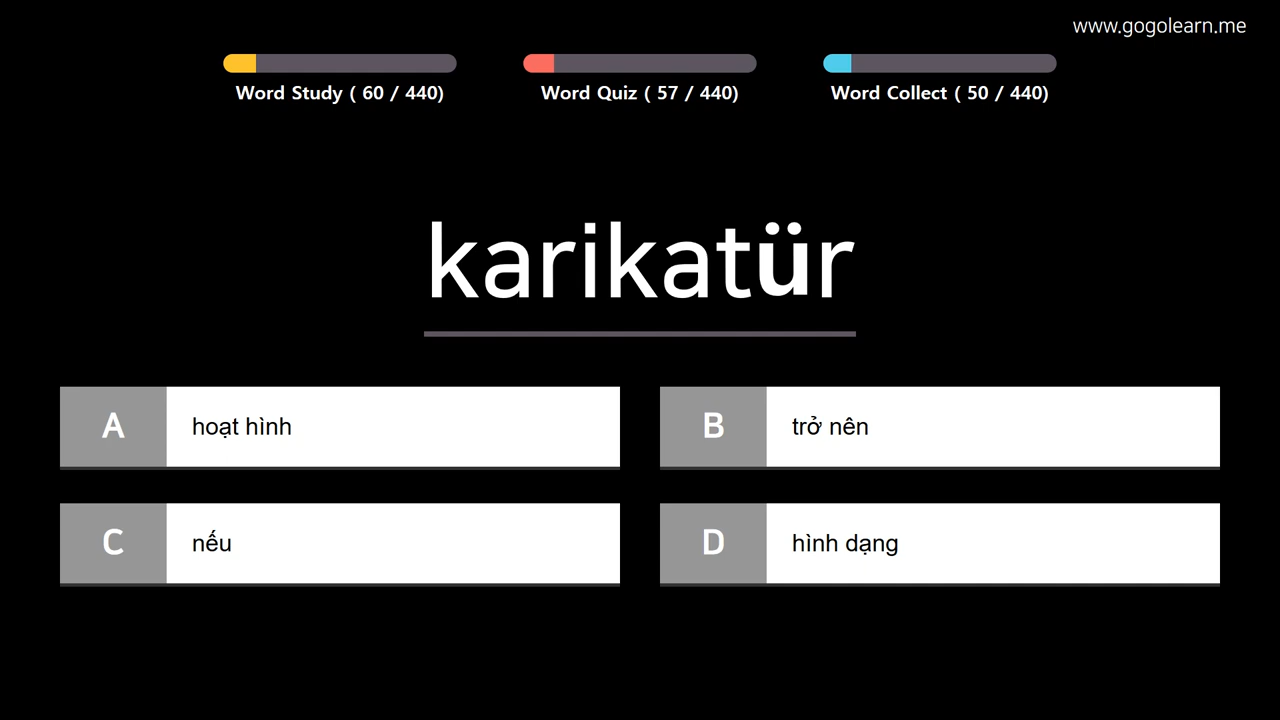 www.gogolearn.me
Word Study ( 60 / 440)
Word Quiz ( 57 / 440)
Word Collect ( 50 / 440)
karikatür
A hoạt hình
B trở nên
C nếu
D hình dạng